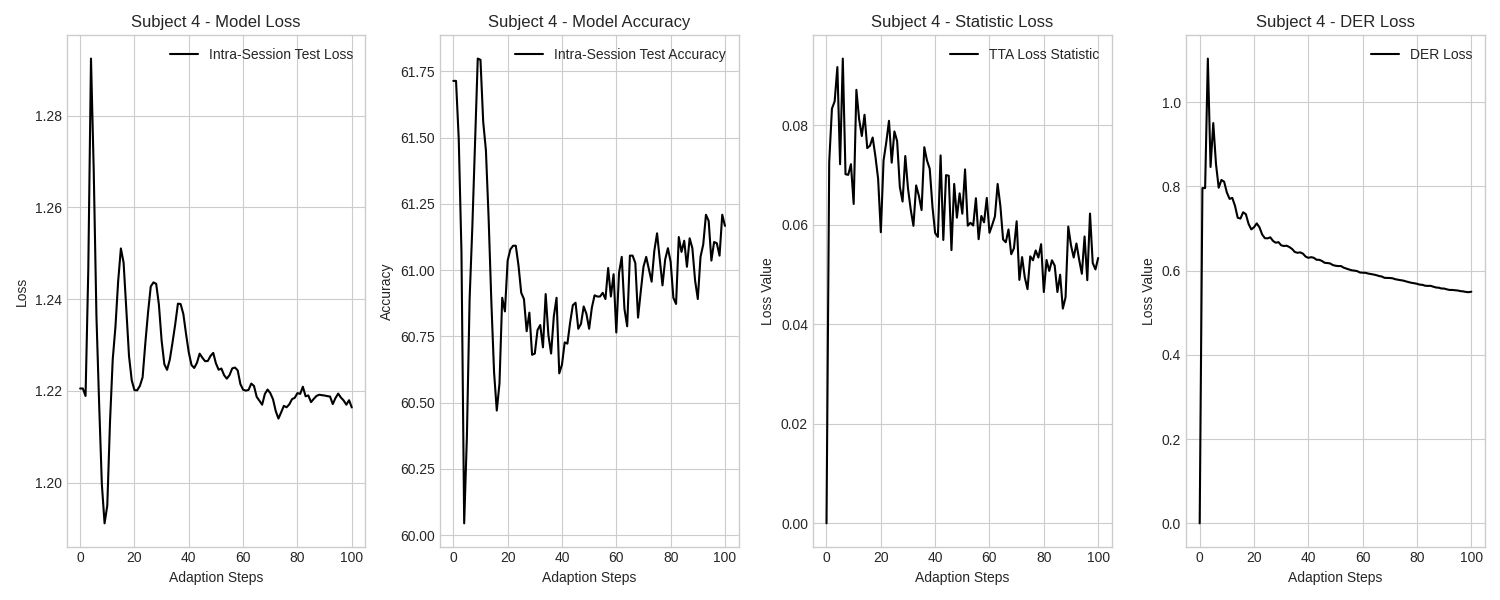 Subject 4 - Model Loss
Intra-Session Test Loss
1.28
1.26
1.24
1.22
1.20
Loss
0 20 40 60 80 100
Adaption Steps
Subject 4 - Model Accuracy
Intra-Session Test Accuracy
61.75
61.50
61.25
61.00
60.75
60.50
60.25
60.00
Accuracy
0 20 40 60 80 100
Adaption Steps
Subject 4 - Statistic Loss
TTA Loss Statistic
0.08
0.06
0.04
0.02
0.00
Loss Value
0 20 40 60 80 100
Adaption Steps
Subject 4 - DER Loss
DER Loss
1.0
0.8
0.6
0.4
0.2
0.0
Loss Value
0 20 40 60 80 100
Adaption Steps